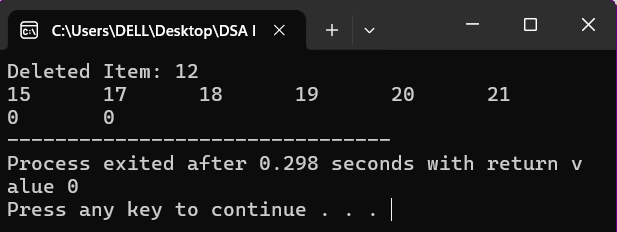 C:\Users\DELL\Desktop\DSA l
Deleted Item: 12
15 17 18 19 20 21
0 0
--------------------------------
Process exited after 0.298 seconds with return v
alue 0
Press any key to continue . . .